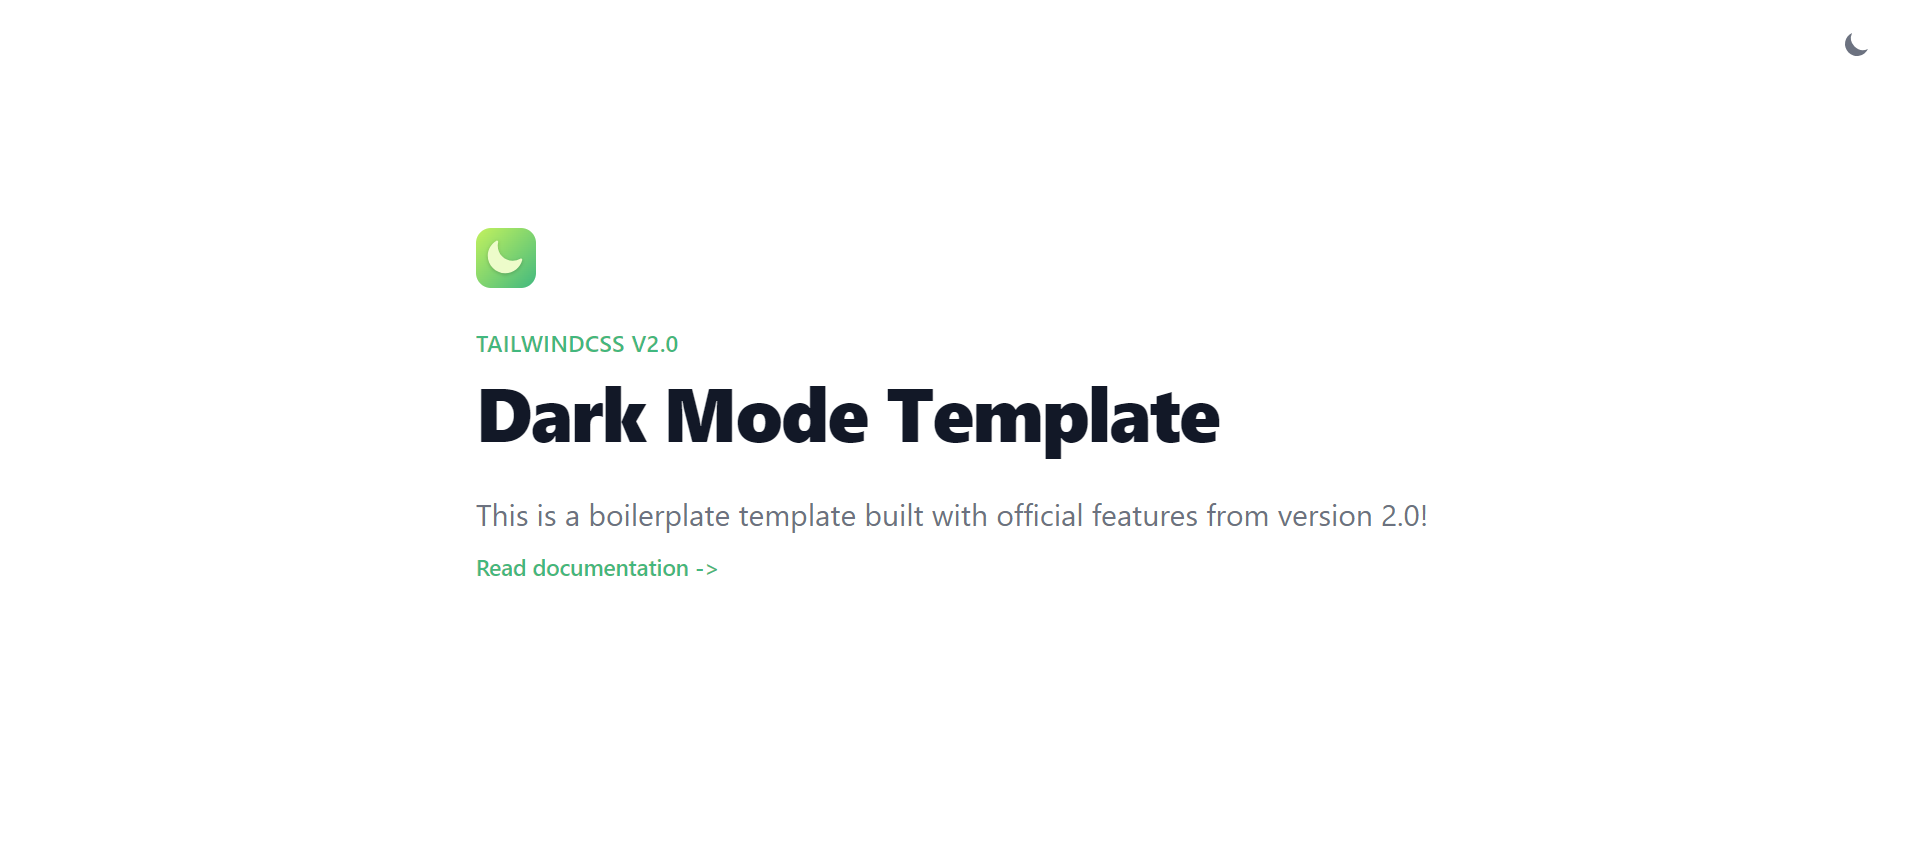 TAILWINDCSS V2.0
Dark Mode Template
This is a boilerplate template built with official features from version 2.0!
Read documentation ->